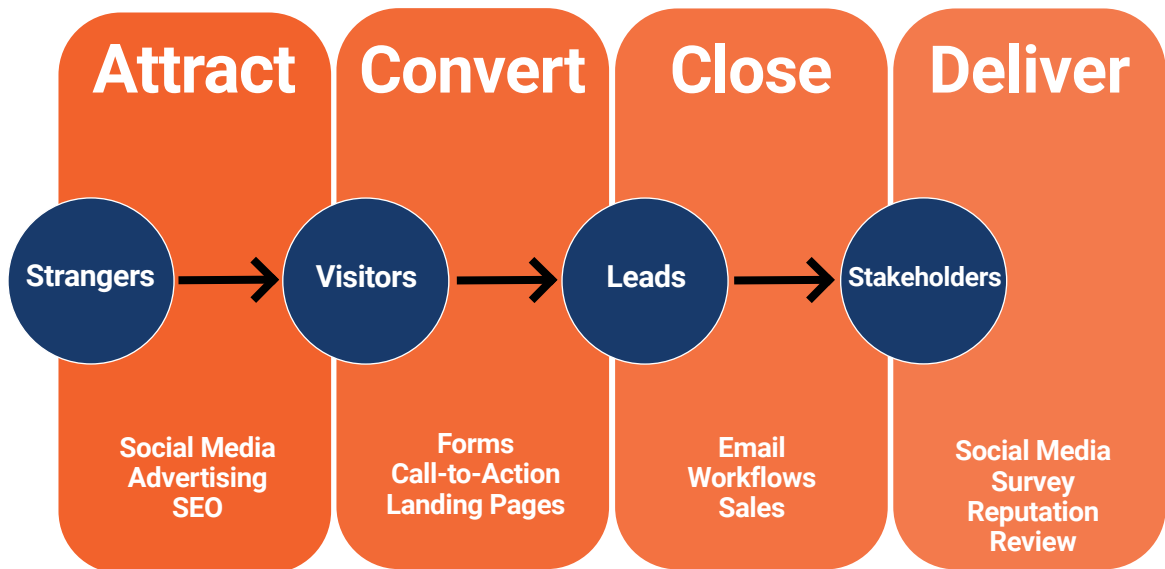 Attract
Convert
Close
Deliver
Strangers
Visitors
Leads
Stakeholders
Social Media
Advertising
SEO
Forms
Call-to-Action
Landing Pages
Email
Workflows
Sales
Social Media
Survey
Reputation
Review